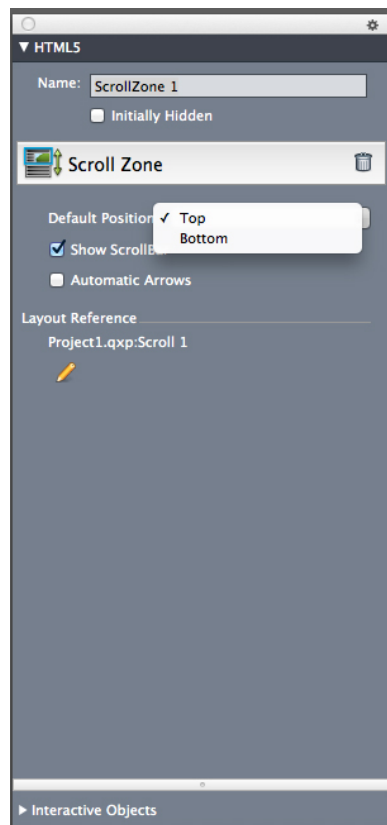 HTML5
Name: ScrollZone 1
Initially Hidden
Scroll Zone
Default Position
Top
Bottom
Show ScrollB
Automatic Arrows
Layout Reference
Project1.qxp:Scroll 1
Interactive Objects